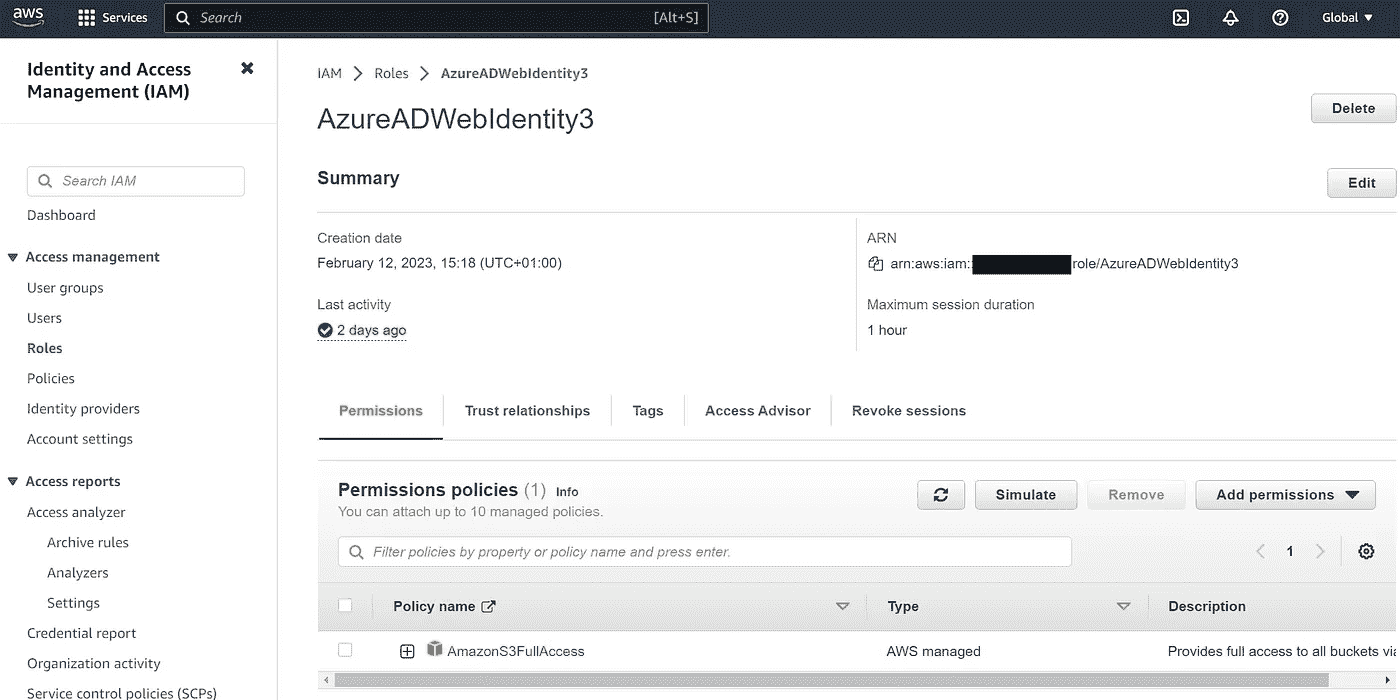 aws
Services
Search
[Alt+S]
Global
Identity and Access
Management (IAM)
Search IAM
Dashboard
Access management
User groups
Users
Roles
Policies
Identity providers
Account settings
Access reports
Access analyzer
Archive rules
Analyzers
Settings
Credential report
Organization activity
Service control policies (SCPs)
IAM > Roles > AzureADWebIdentity3
AzureADWebIdentity3
Delete
Summary
Edit
Creation date
February 12, 2023, 15:18 (UTC+01:00)
Last activity
2 days ago
ARN
arn:aws:iam:: role/AzureADWebIdentity3
Maximum session duration
1 hour
Permissions
Trust relationships
Tags
Access Advisor
Revoke sessions
Permissions policies (1) Info
You can attach up to 10 managed policies.
Simulate
Remove
Add permissions
Filter policies by property or policy name and press enter.
1
Policy name
Type
Description
AmazonS3FullAccess
AWS managed
Provides full access to all buckets via